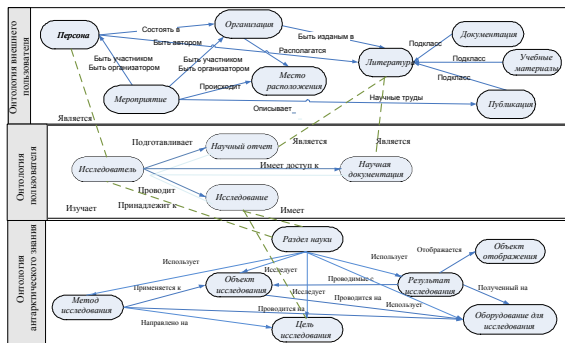 Онтология внешнего
пользователя
Персона
Состоять в
Организация
Быть изданым в
Документация
Быть автором
Располагатся
Подкласс
Быть участником
Быть организатором
Быть участником
Быть организатором
Литература
Подкласс
Учебные
материалы
Место
расположения
Подкласс
Мероприятие
Происходит
Научные труды
Публикация
Описывает
Является
Онтология
пользователя
Подготавливает
Научный отчет
Является
Является
Исследователь
Имеет доступ к
Научная
документация
Проводит
Исследование
Изучает
Принадлежит к
Имеет
Онтология
антарктического знания
Раздел науки
Отображается
Объект
отображения
Использует
Исследует
Использует
Применяется к
Объект
исследования
Исследует
Проводимые с
Результат
исследования
Полученный на
Метод
исследования
Проводится на
Проводится на
Использует
Направлено на
Цель
исследования
Оборудование для
исследования